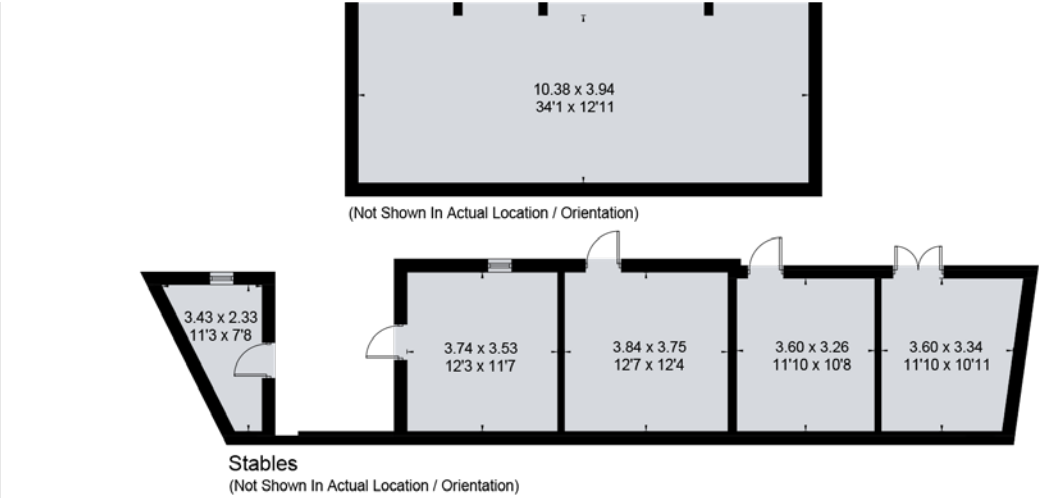 10.38 x 3.94
34'1 x 12'11
(Not Shown In Actual Location / Orientation)
3.43 x 2.33
11'3 x 7'8
3.74 x 3.53
12'3 x 11'7
3.84 x 3.75
12'7 x 12'4
3.60 x 3.26
11'10 x 10'8
3.60 x 3.34
11'10 x 10'11
Stables
(Not Shown In Actual Location / Orientation)